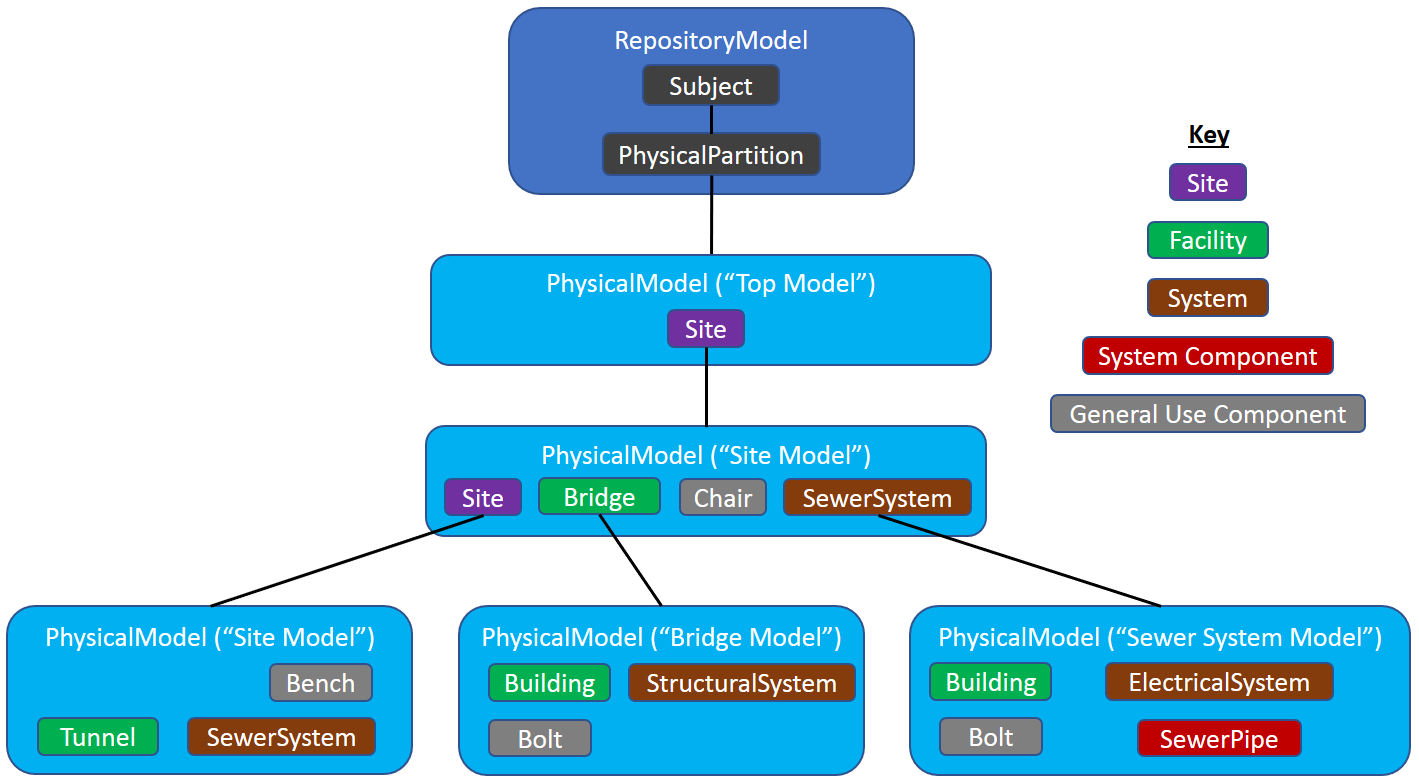 RepositoryModel
Subject
PhysicalPartition
Key
Site
Facility
System
System Component
General Use Component
PhysicalModel (“Top Model”)
Site
PhysicalModel (“Site Model”)
Site
Bridge
Chair
SewerSystem
PhysicalModel (“Site Model”)
Bench
Tunnel
SewerSystem
PhysicalModel (“Bridge Model”)
Building
StructuralSystem
Bolt
PhysicalModel (“Sewer System Model”)
Building
ElectricalSystem
Bolt
SewerPipe